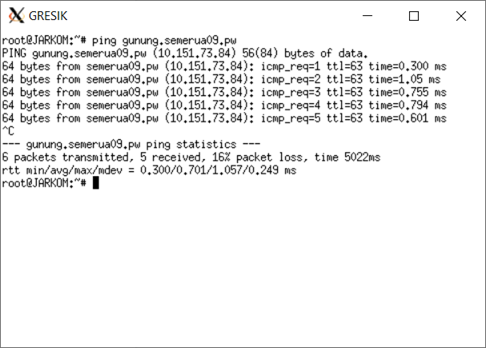 GRESIK
root@JARKOM:~# ping gunung.semerua09.pw
PING gunung.semerua09.pw (10.151.73.84) 56(84) bytes of data.
64 bytes from semerua09.pw (10.151.73.84): icmp_req=1 ttl=63 time=0.300 ms
64 bytes from semerua09.pw (10.151.73.84): icmp_req=2 ttl=63 time=1.05 ms
64 bytes from semerua09.pw (10.151.73.84): icmp_req=3 ttl=63 time=0.755 ms
64 bytes from semerua09.pw (10.151.73.84): icmp_req=4 ttl=63 time=0.794 ms
64 bytes from semerua09.pw (10.151.73.84): icmp_req=5 ttl=63 time=0.601 ms
^C
--- gunung.semerua09.pw ping statistics ---
6 packets transmitted, 5 received, 16% packet loss, time 5022ms
rtt min/avg/max/mdev = 0.300/0.701/1.057/0.249 ms
root@JARKOM:~#